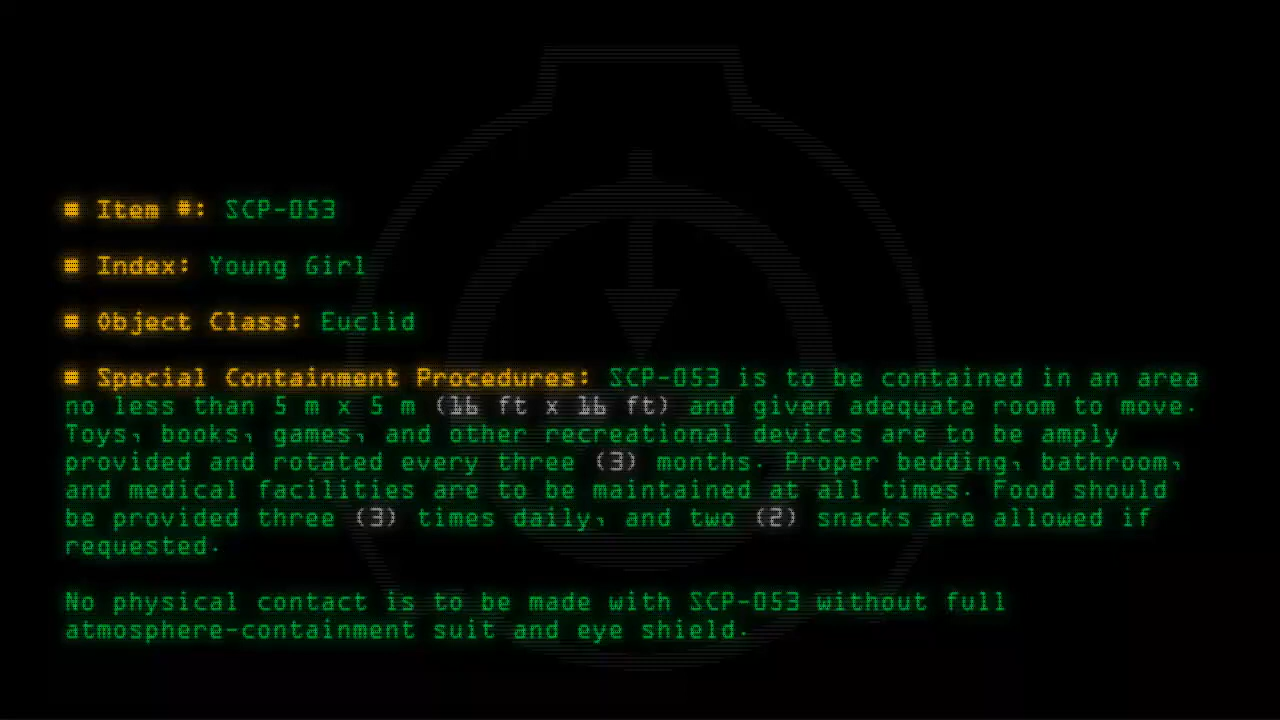 ■ Item #: SCP-053
■ Index: Young Girl
■ Object Class: Euclid
■ Special Containment Procedures: SCP-053 is to be contained in an area
no less than 5 m x 5 m (16 ft x 16 ft) and given adequate room to move.
Toys, books, games, and other recreational devices are to be amply
provided and rotated every three (3) months. Proper bedding, bathroom,
and medical facilities are to be maintained at all times. Food should
be provided three (3) times daily, and two (2) snacks are allowed if
requested.
No physical contact is to be made with SCP-053 without full
atmosphere-containment suit and eye shield.